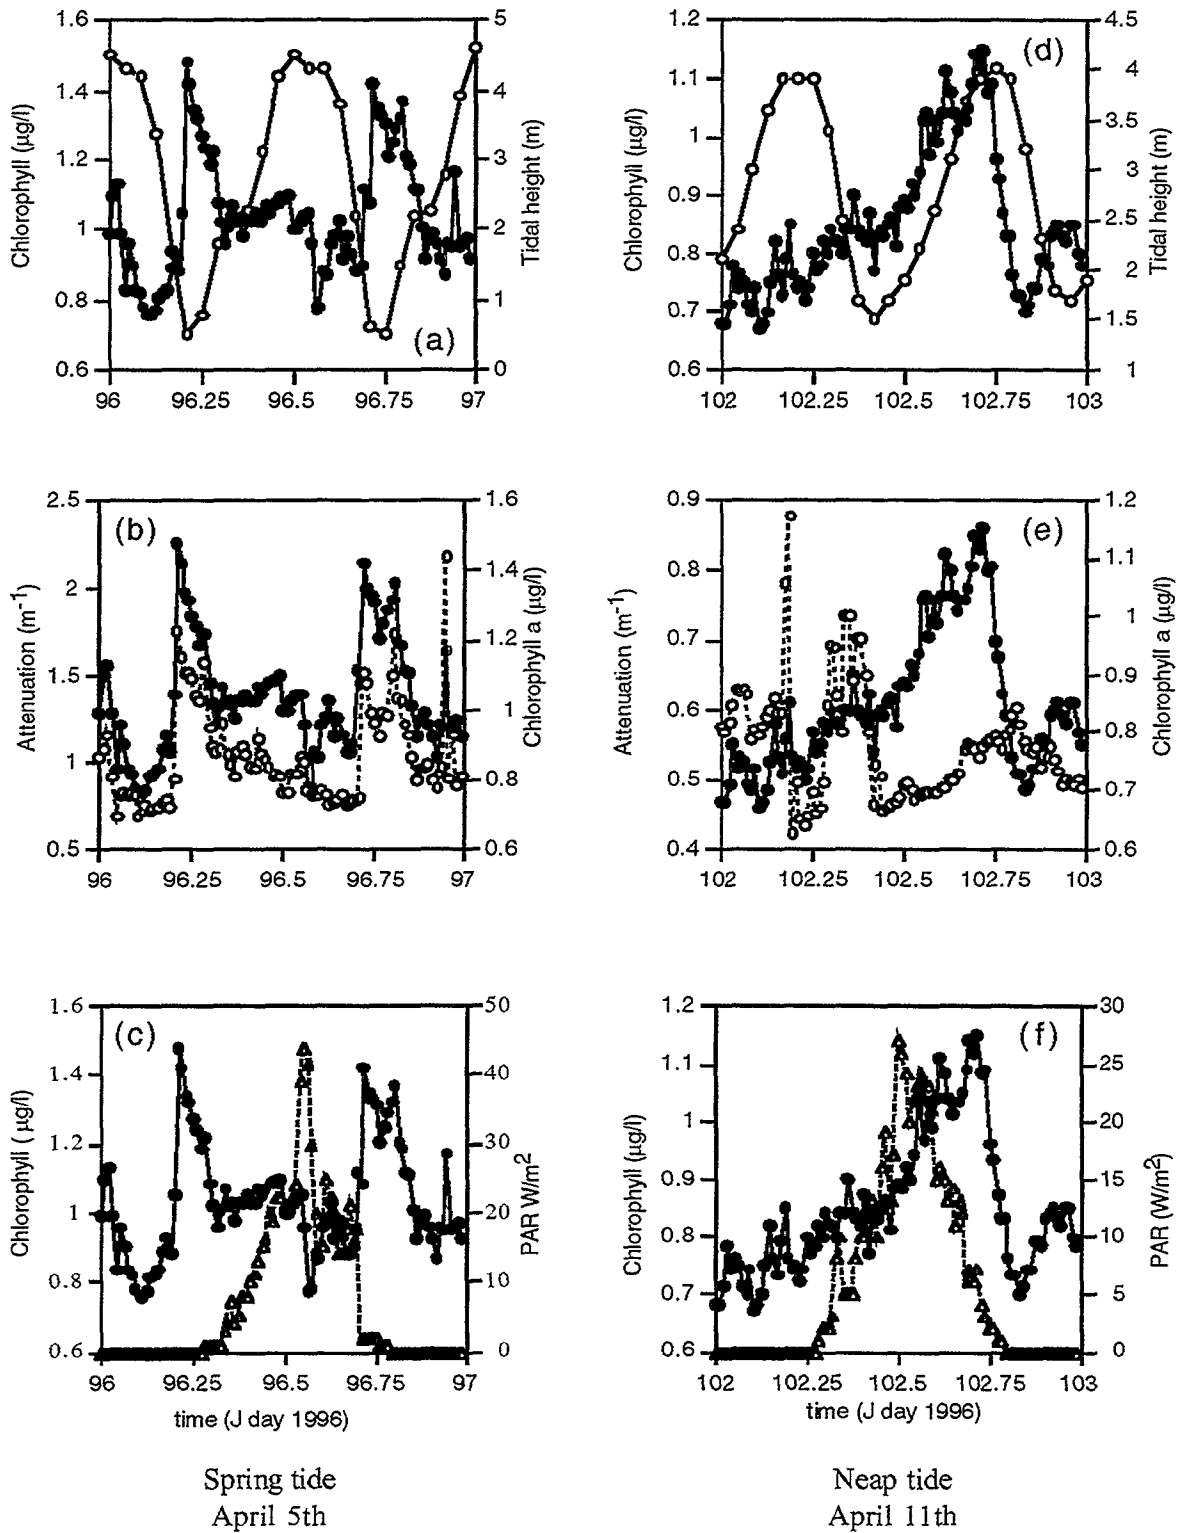 1.6 5 1.2 4.5
(a) (d)
1.4 4 1.1 4
3.5
1.2 3 1 3
0.9
1 2 2.5
0.8 2
0.8 1 0.7 1.5
0.6 0 0.6 1
Chlorophyll (µg/l) Tidal height (m) Chlorophyll (µg/l) Tidal height (m)
96 96.25 96.5 96.75 97 102 102.25 102.5 102.75 103
2.5 1.6 0.9 1.2
(b) (e)
2 1.4 0.8 1.1
1.2 0.7 1
1.5 0.9
1 0.6 0.8
1 0.8 0.5 0.7
0.5 0.6 0.4 0.6
Attenuation (m-1) Chlorophyll a (µg/l) Attenuation (m-1) Chlorophyll a (µg/l)
96 96.25 96.5 96.75 97 102 102.25 102.5 102.75 103
1.6 50 1.2 30
(c) (f)
1.4 40 1.1 25
1.2 30 1 20
0.9 15
1 20 0.8 10
0.8 10 0.7 5
0.6 0 0.6 0
Chlorophyll ( µg/l) PAR W/m2 Chlorophyll (µg/l) PAR (W/m2)
96 96.25 96.5 96.75 97 102 102.25 102.5 102.75 103
time (J day 1996) time (J day 1996)
Spring tide Neap tide
April 5th April 11th